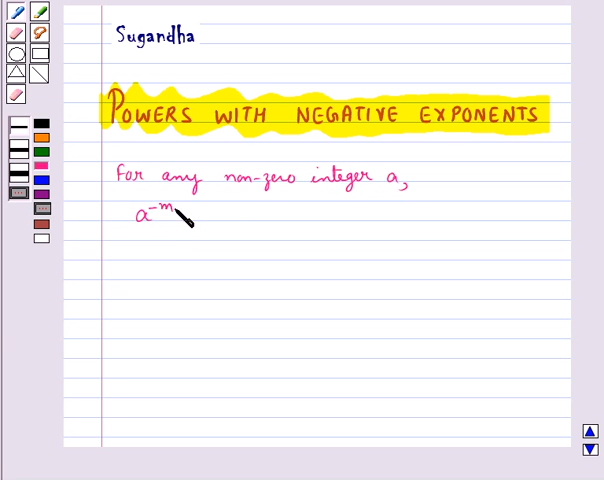 Sugandha
POWERS WITH NEGATIVE EXPONENTS
For any non-zero integer a,
a⁻ᵐ